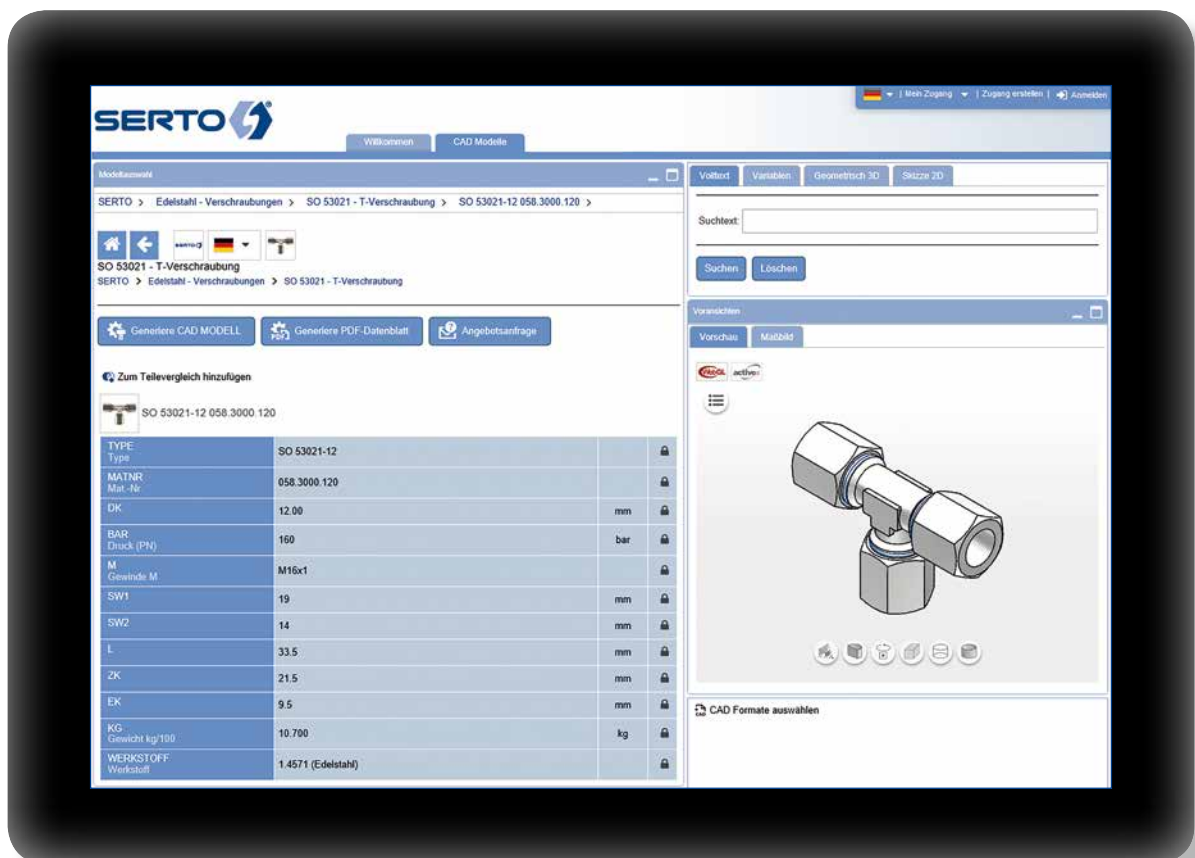 SERTO
| Mein Zugang | Zugang erstellen | Anmelden
Willkommen
CAD Modelle
Modellauswahl
SERTO > Edelstahl - Verschraubungen > SO 53021 - T-Verschraubung > SO 53021-12 058.3000.120 >
SERTO
SO 53021 - T-Verschraubung
SERTO > Edelstahl - Verschraubungen > SO 53021 - T-Verschraubung
Generiere CAD MODELL
PDF
Generiere PDF-Datenblatt
Angebotsanfrage
Zum Teilevergleich hinzufügen
SO 53021-12 058.3000.120
TYPE
Type
SO 53021-12
MATNR
Mat.-Nr
058.3000.120
DK
12.00 mm
BAR
Druck (PN)
160 bar
M
Gewinde M
M16x1
SW1
19 mm
SW2
14 mm
L
33.5 mm
ZK
21.5 mm
EK
9.5 mm
KG
Gewicht kg/100
10.700 kg
WERKSTOFF
Werkstoff
1.4571 (Edelstahl)
Volltext
Variablen
Geometrisch 3D
Skizze 2D
Suchtext:
Suchen
Löschen
Voransichten
Vorschau
Maßbild
WebGL
CAD Formate auswählen